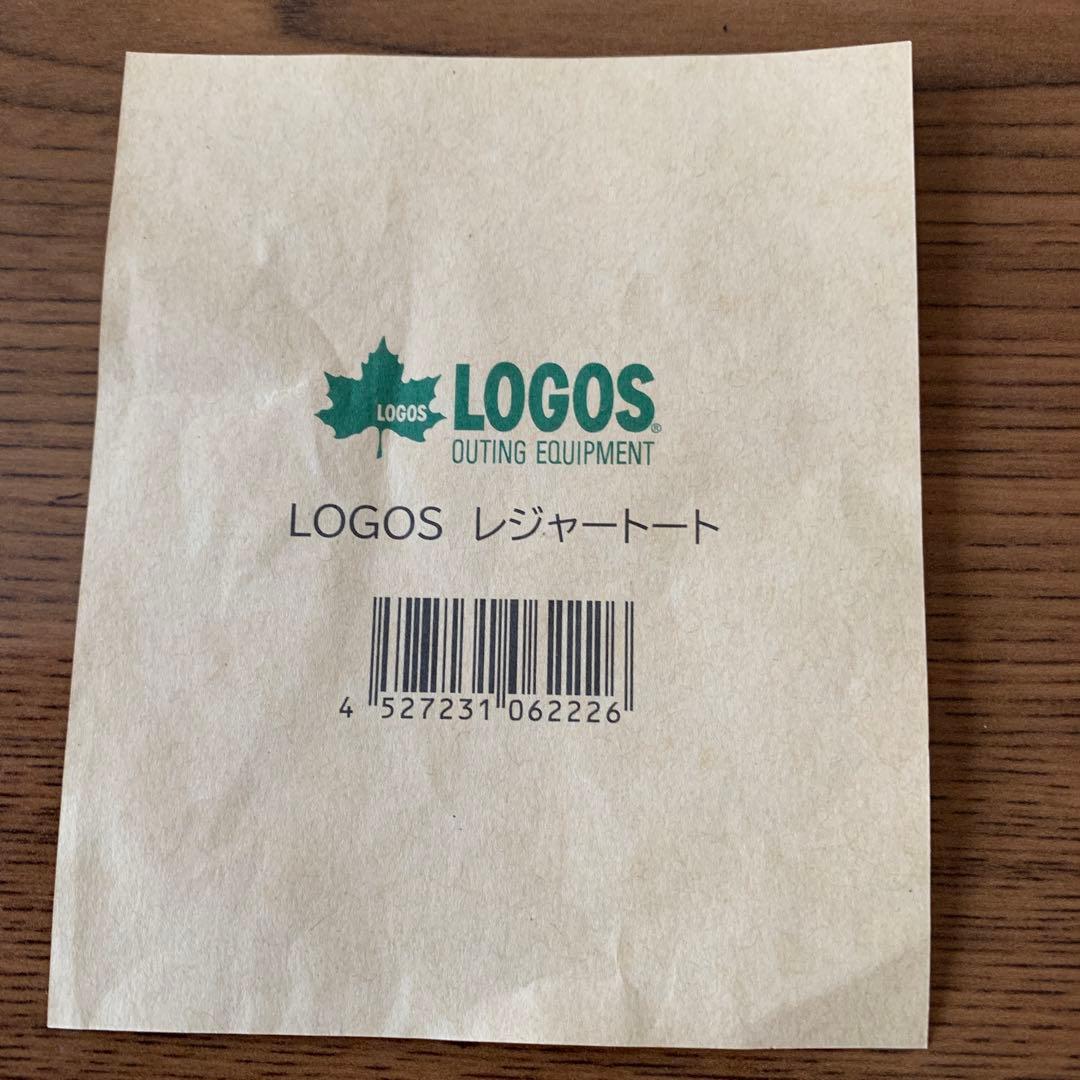 LOGOS
LOGOS®
OUTING EQUIPMENT
LOGOS レジャートート
4 527231 062226